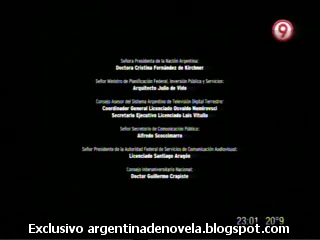 9
Señora Presidenta de la Nación Argentina:
Doctora Cristina Fernández de Kirchner
Señor Ministro de Planificación Federal, Inversión Pública y Servicios:
Arquitecto Julio de Vido
Consejo Asesor del Sistema Argentino de Televisión Digital Terrestre:
Coordinador General Licenciado Osvaldo Nemirovsci
Secretario Ejecutivo Licenciado Luis Vitullo
Señor Secretario de Comunicación Pública:
Alfredo Scoccimarro
Señor Presidente de la Autoridad Federal de Servicios de Comunicación Audiovisual:
Licenciado Santiago Aragón
Consejo Interuniversitario Nacional:
Doctor Guillermo Crapiste
23:01 20°9
Exclusivo argentinadenovela.blogspot.com